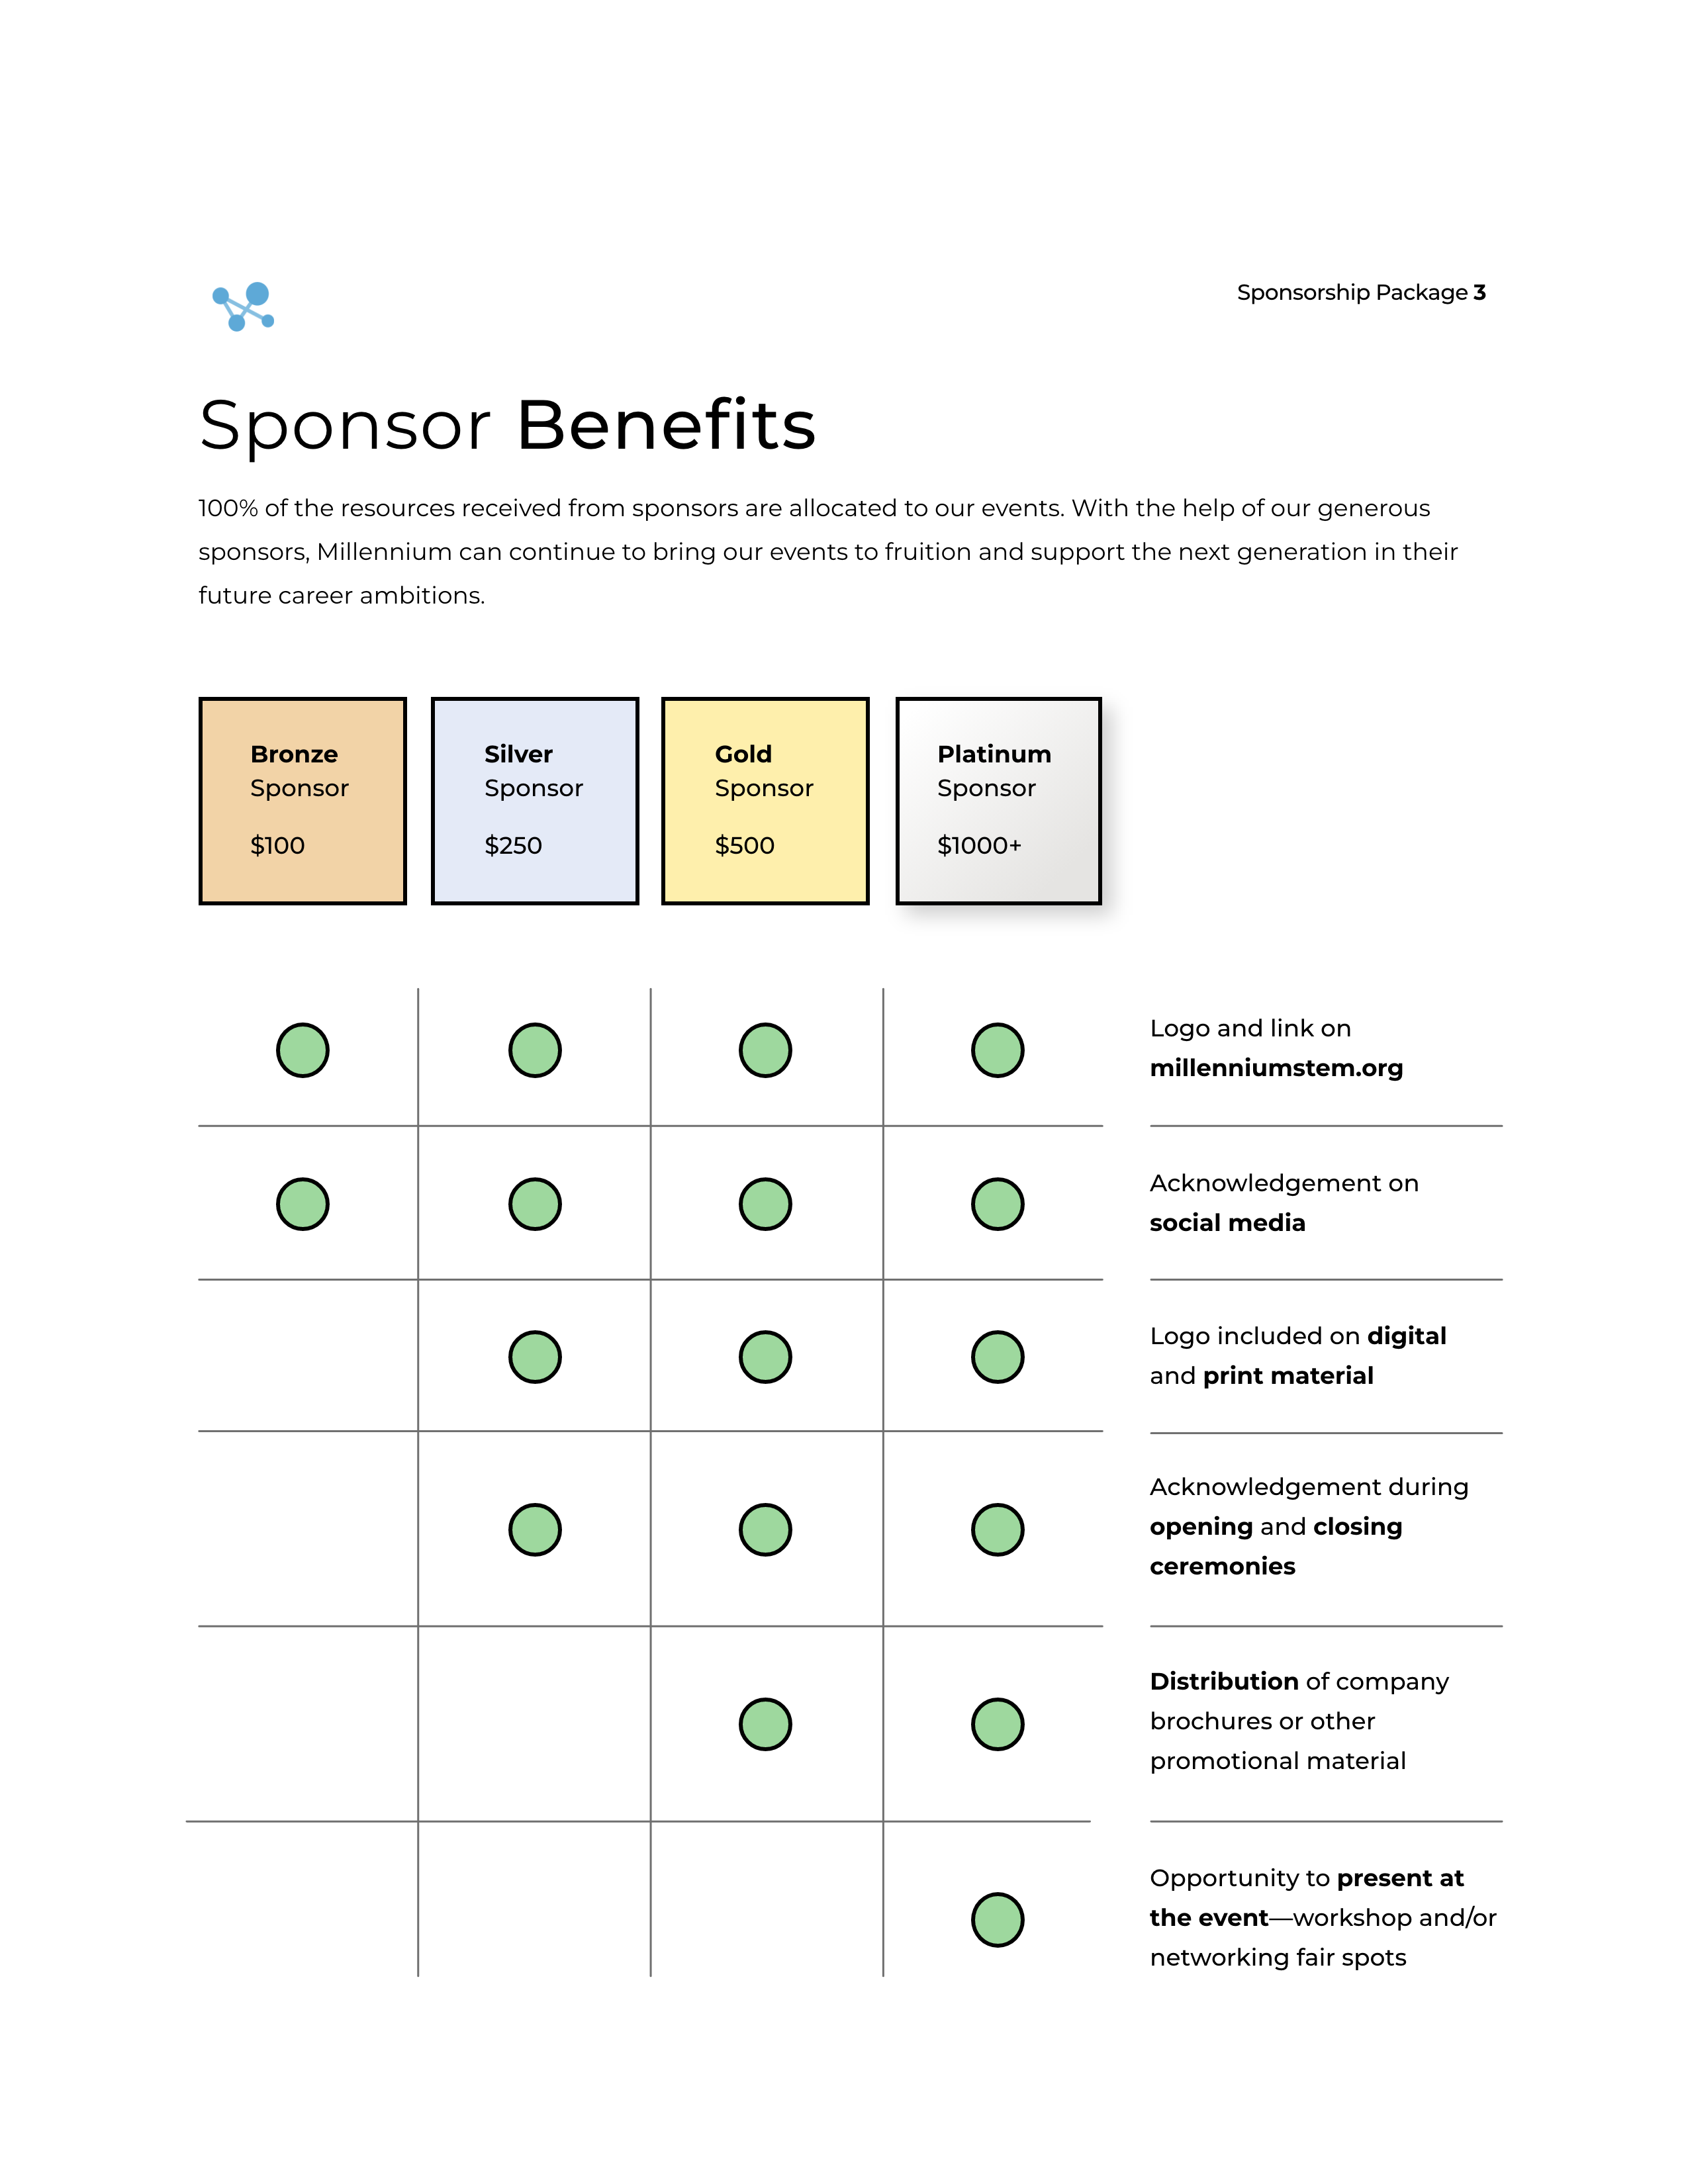 Sponsorship Package 3
Sponsor Benefits
100% of the resources received from sponsors are allocated to our events. With the help of our generous
sponsors, Millennium can continue to bring our events to fruition and support the next generation in their
future career ambitions.
Bronze
Sponsor
$100
Silver
Sponsor
$250
Gold
Sponsor
$500
Platinum
Sponsor
$1000+
Logo and link on
millenniumstem.org
Acknowledgement on
social media
Logo included on digital
and print material
Acknowledgement during
opening and closing
ceremonies
Distribution of company
brochures or other
promotional material
Opportunity to present at
the event—workshop and/or
networking fair spots